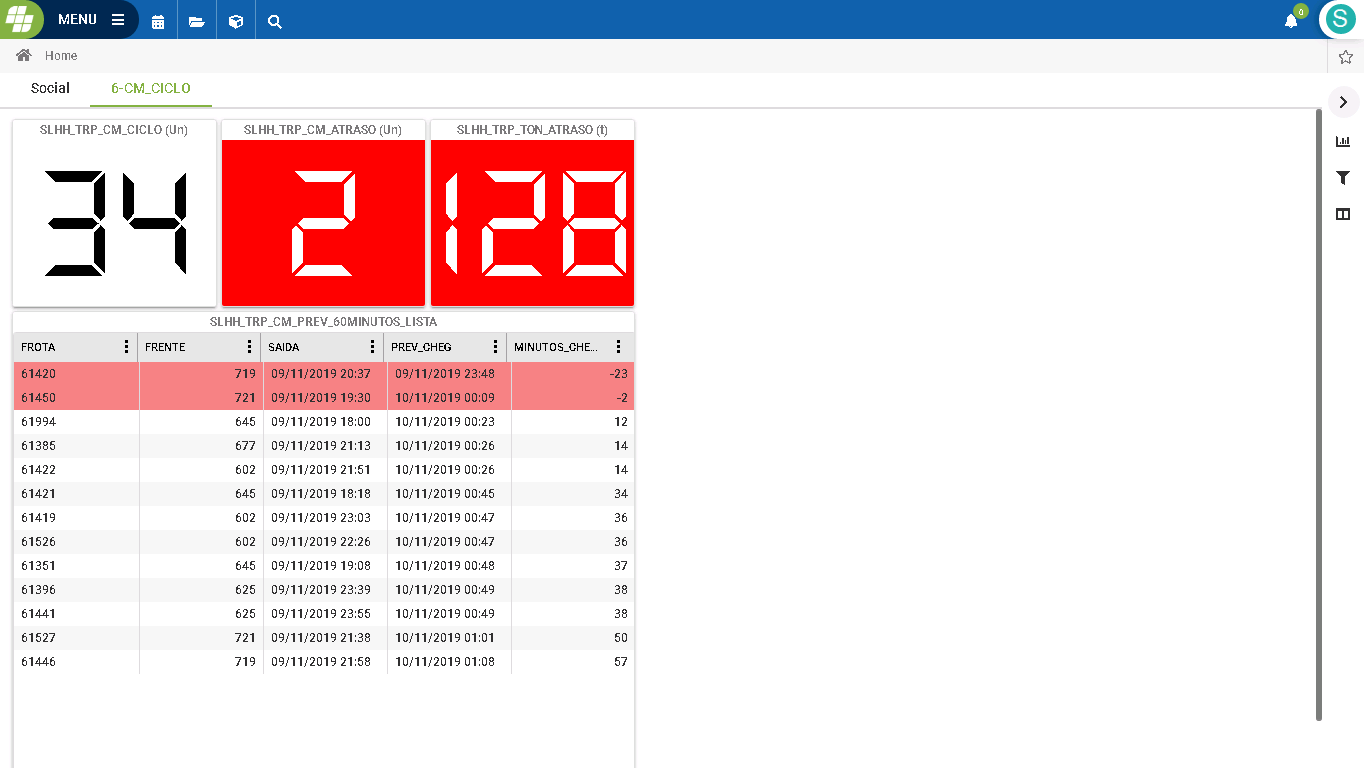 MENU
0
S
Home
Social 6-CM_CICLO
SLHH_TRP_CM_CICLO (Un) SLHH_TRP_CM_ATRASO (Un) SLHH_TRP_TON_ATRASO (t)
34 2 128
SLHH_TRP_CM_PREV_60MINUTOS_LISTA
FROTA FRENTE SAIDA PREV_CHEG MINUTOS_CHE...
61420 719 09/11/2019 20:37 09/11/2019 23:48 -23
61450 721 09/11/2019 19:30 10/11/2019 00:09 -2
61994 645 09/11/2019 18:00 10/11/2019 00:23 12
61385 677 09/11/2019 21:13 10/11/2019 00:26 14
61422 602 09/11/2019 21:51 10/11/2019 00:26 14
61421 645 09/11/2019 18:18 10/11/2019 00:45 34
61419 602 09/11/2019 23:03 10/11/2019 00:47 36
61526 602 09/11/2019 22:26 10/11/2019 00:47 36
61351 645 09/11/2019 19:08 10/11/2019 00:48 37
61396 625 09/11/2019 23:39 10/11/2019 00:49 38
61441 625 09/11/2019 23:55 10/11/2019 00:49 38
61527 721 09/11/2019 21:38 10/11/2019 01:01 50
61446 719 09/11/2019 21:58 10/11/2019 01:08 57